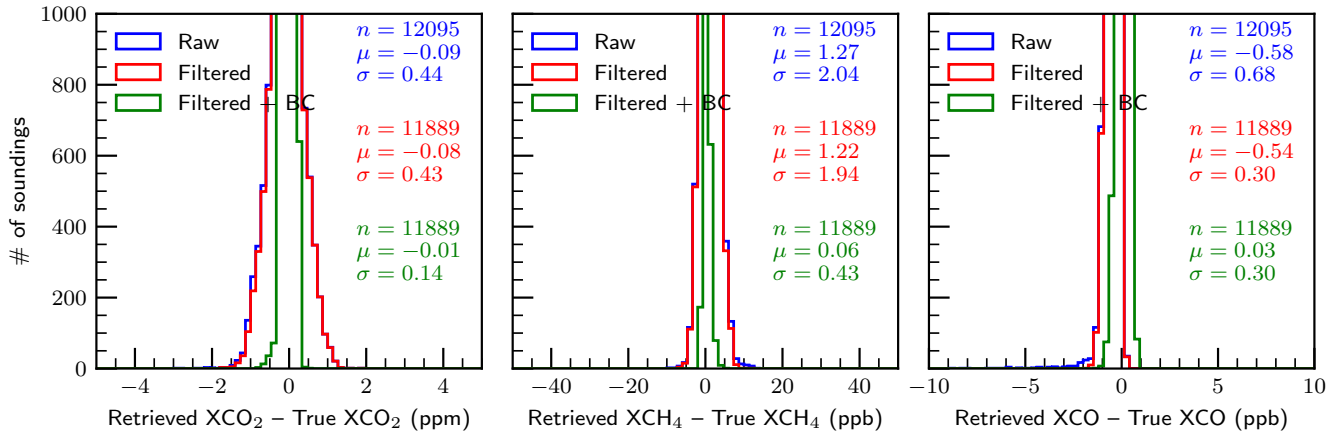 # of soundings
1000
800
600
400
200
0
Raw
Filtered
Filtered + BC
n = 12095
μ = −0.09
σ = 0.44
n = 11889
μ = −0.08
σ = 0.43
n = 11889
μ = −0.01
σ = 0.14
−4 −2 0 2 4
Retrieved XCO₂ – True XCO₂ (ppm)
Raw
Filtered
Filtered + BC
n = 12095
μ = 1.27
σ = 2.04
n = 11889
μ = 1.22
σ = 1.94
n = 11889
μ = 0.06
σ = 0.43
−40 −20 0 20 40
Retrieved XCH₄ – True XCH₄ (ppb)
Raw
Filtered
Filtered + BC
n = 12095
μ = −0.58
σ = 0.68
n = 11889
μ = −0.54
σ = 0.30
n = 11889
μ = 0.03
σ = 0.30
−10 −5 0 5 10
Retrieved XCO – True XCO (ppb)